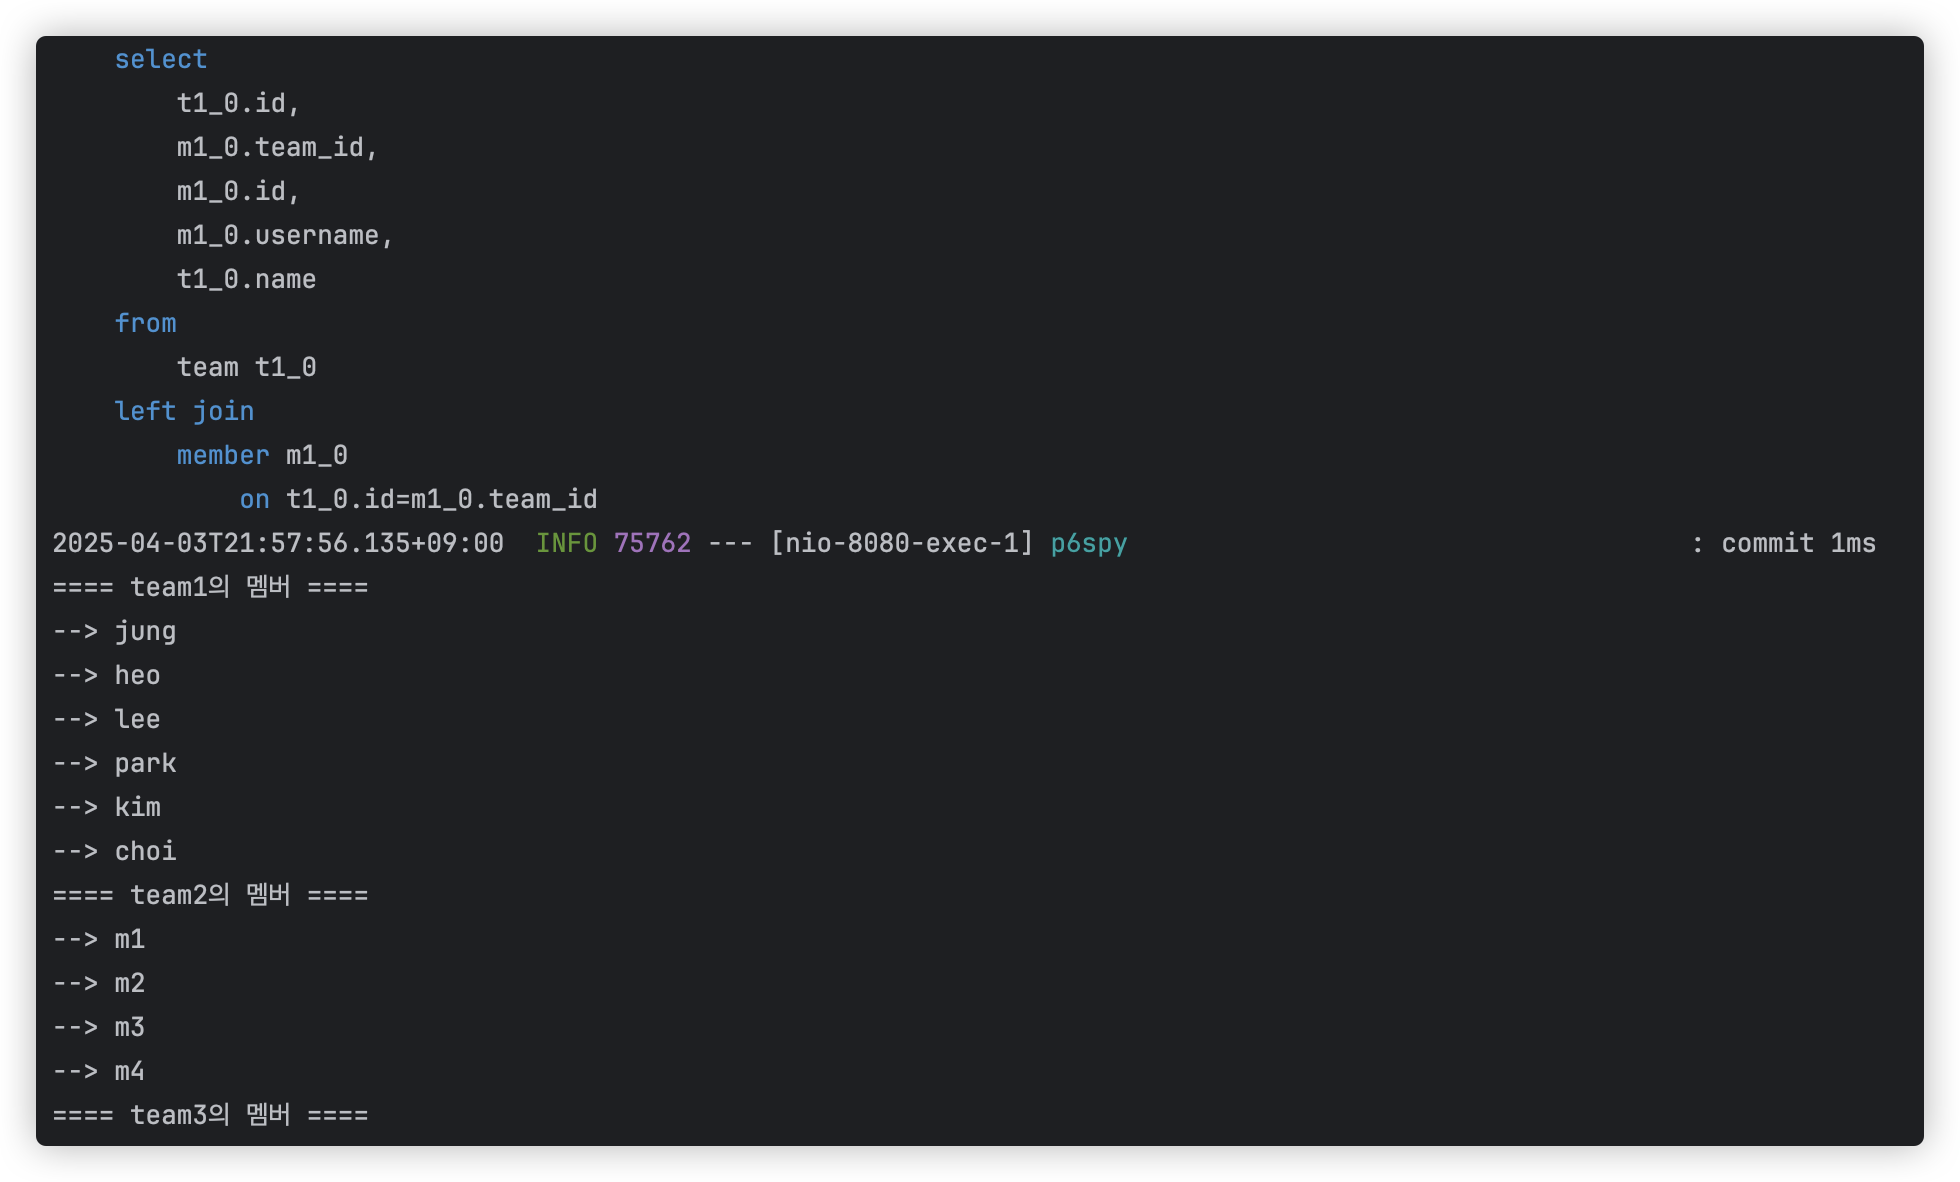 select
t1_0.id,
m1_0.team_id,
m1_0.id,
m1_0.username,
t1_0.name
from
team t1_0
left join
member m1_0
on t1_0.id=m1_0.team_id
2025-04-03T21:57:56.135+09:00  INFO 75762 --- [nio-8080-exec-1] p6spy : commit 1ms
==== team1의 멤버 ====
--> jung
--> heo
--> lee
--> park
--> kim
--> choi
==== team2의 멤버 ====
--> m1
--> m2
--> m3
--> m4
==== team3의 멤버 ====